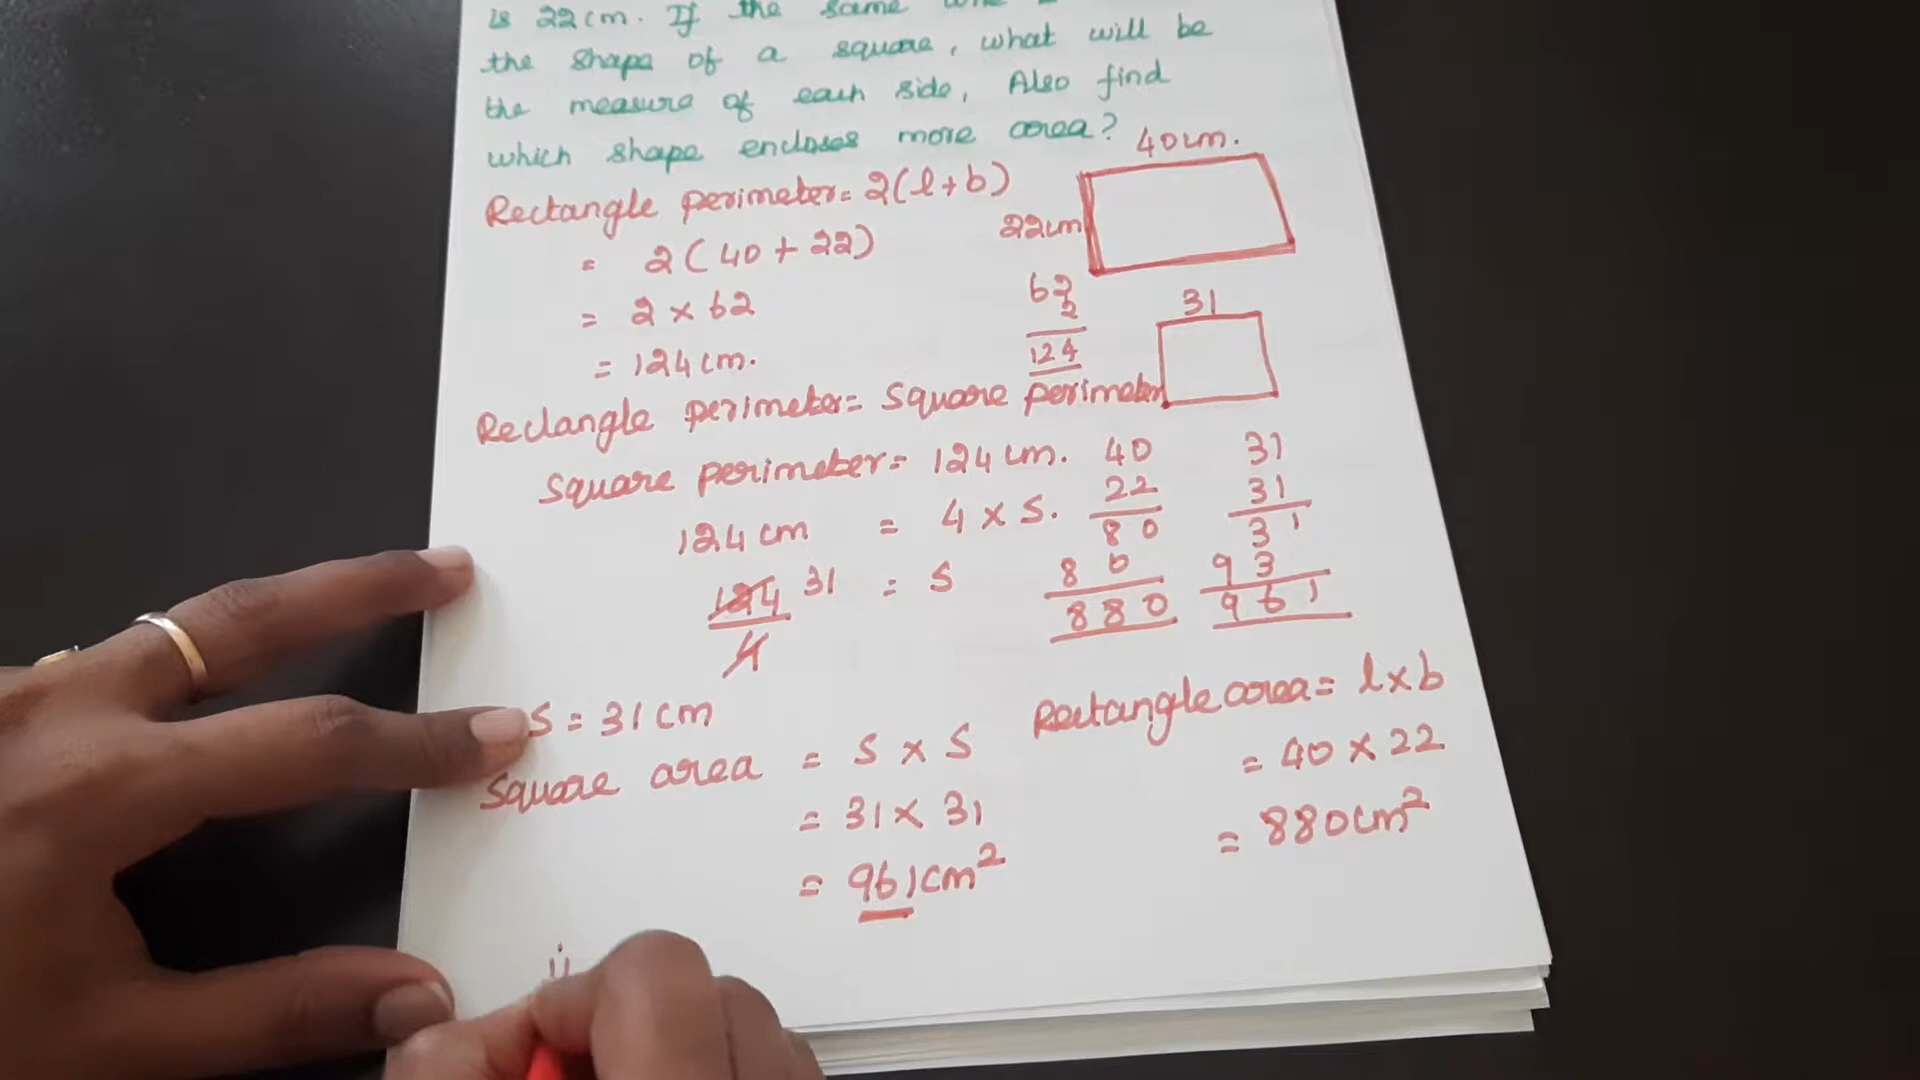 is 22cm. If the same
the shape of a square, what will be
the measure of each side, Also find
which shape encloses more area?
40cm.
Rectangle perimeter = 2(l+b)
22cm
= 2(40+22)
= 2 x 62
62
2
124
31
= 124cm.
Rectangle perimeter = Square perimeter
Square perimeter = 124cm.
124cm = 4 x S.
124 31 = S
4
40
22
80
80
880
31
31
31
93
961
S = 31cm
Square area = S x S
= 31 x 31
= 961cm²
Rectangle area = l x b
= 40 x 22
= 880cm²